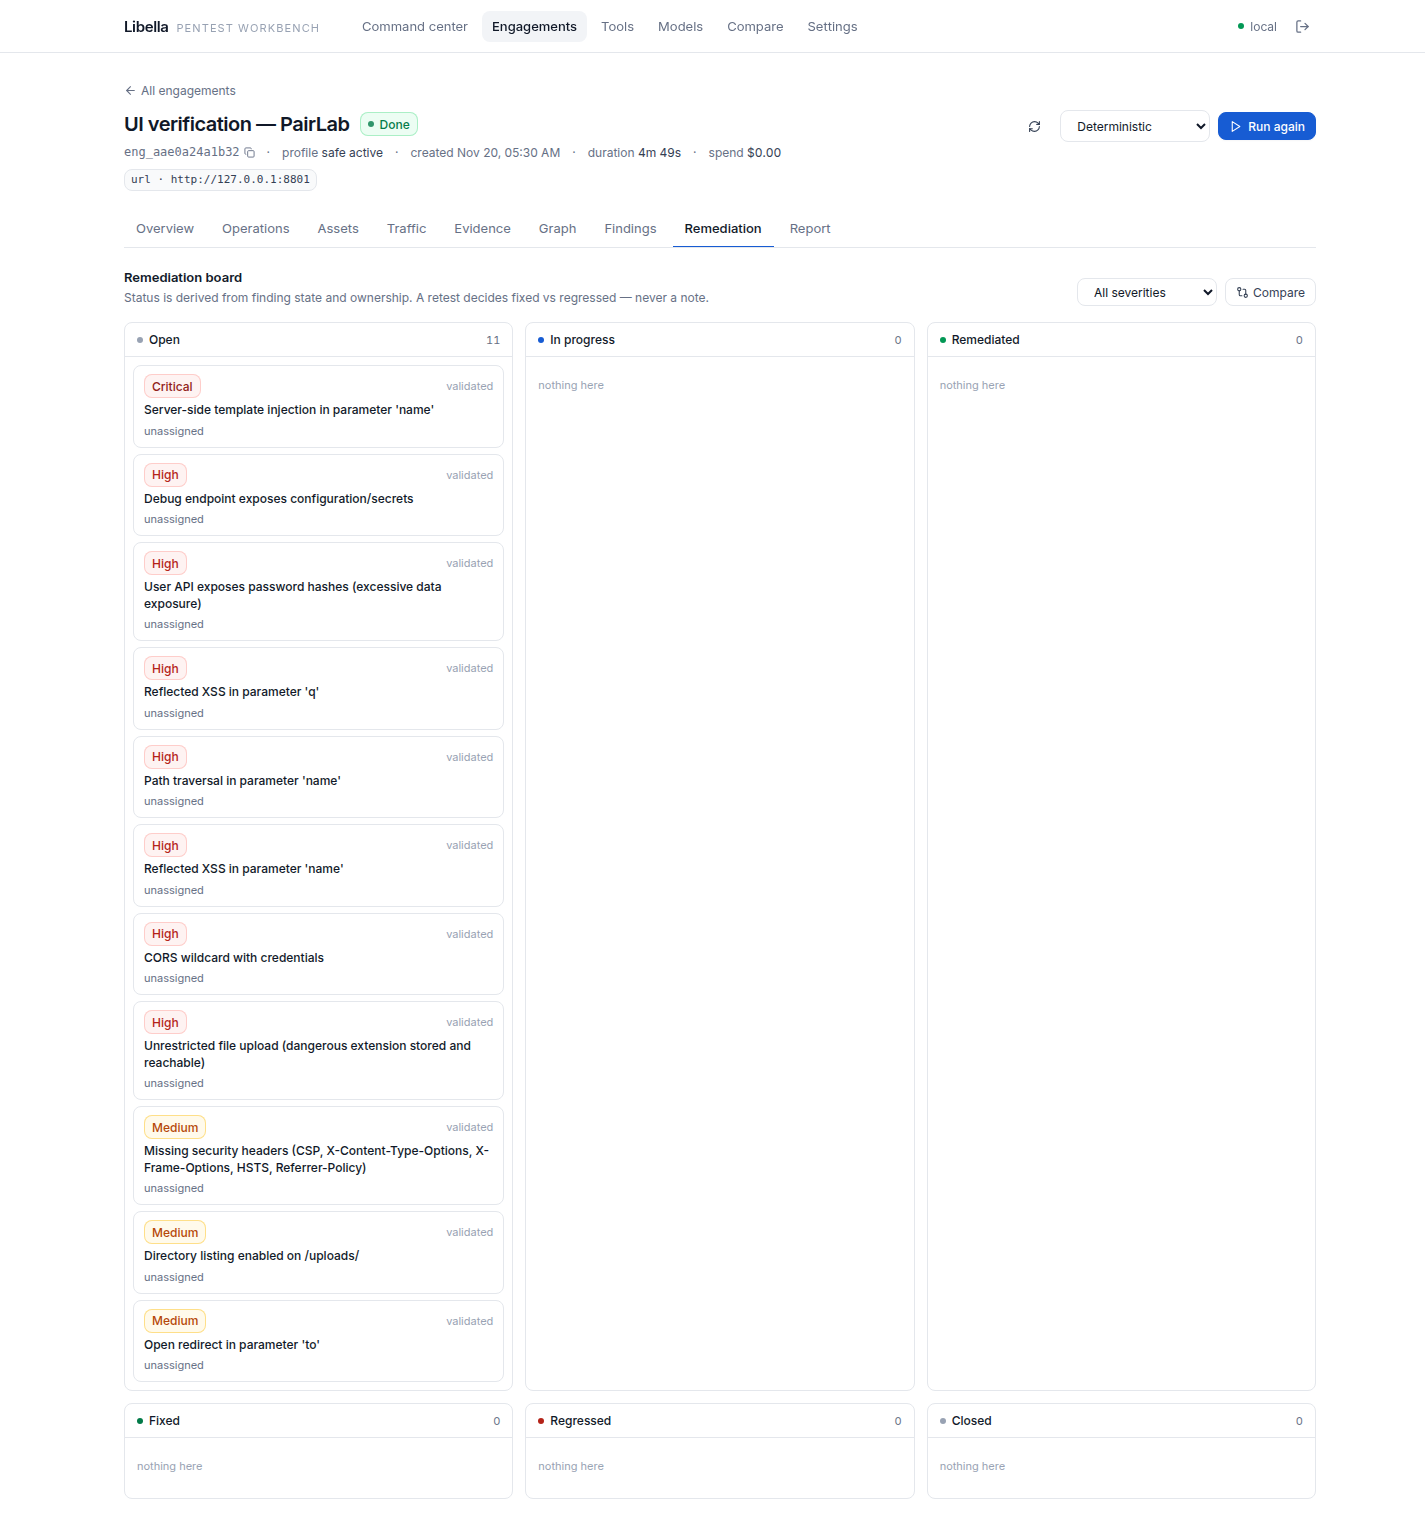 Libella PENTEST WORKBENCH Command center Engagements Tools Models Compare Settings local
All engagements
UI verification — PairLab Done Deterministic Run again
eng_aae0a24a1b32 · profile safe active · created Nov 20, 05:30 AM · duration 4m 49s · spend $0.00
url · http://127.0.0.1:8801
Overview Operations Assets Traffic Evidence Graph Findings Remediation Report
Remediation board
Status is derived from finding state and ownership. A retest decides fixed vs regressed — never a note.
All severities Compare
Open 11
Critical validated
Server-side template injection in parameter 'name'
unassigned
High validated
Debug endpoint exposes configuration/secrets
unassigned
High validated
User API exposes password hashes (excessive data
exposure)
unassigned
High validated
Reflected XSS in parameter 'q'
unassigned
High validated
Path traversal in parameter 'name'
unassigned
High validated
Reflected XSS in parameter 'name'
unassigned
High validated
CORS wildcard with credentials
unassigned
High validated
Unrestricted file upload (dangerous extension stored and
reachable)
unassigned
Medium validated
Missing security headers (CSP, X-Content-Type-Options, X-
Frame-Options, HSTS, Referrer-Policy)
unassigned
Medium validated
Directory listing enabled on /uploads/
unassigned
Medium validated
Open redirect in parameter 'to'
unassigned
In progress 0
nothing here
Remediated 0
nothing here
Fixed 0
nothing here
Regressed 0
nothing here
Closed 0
nothing here